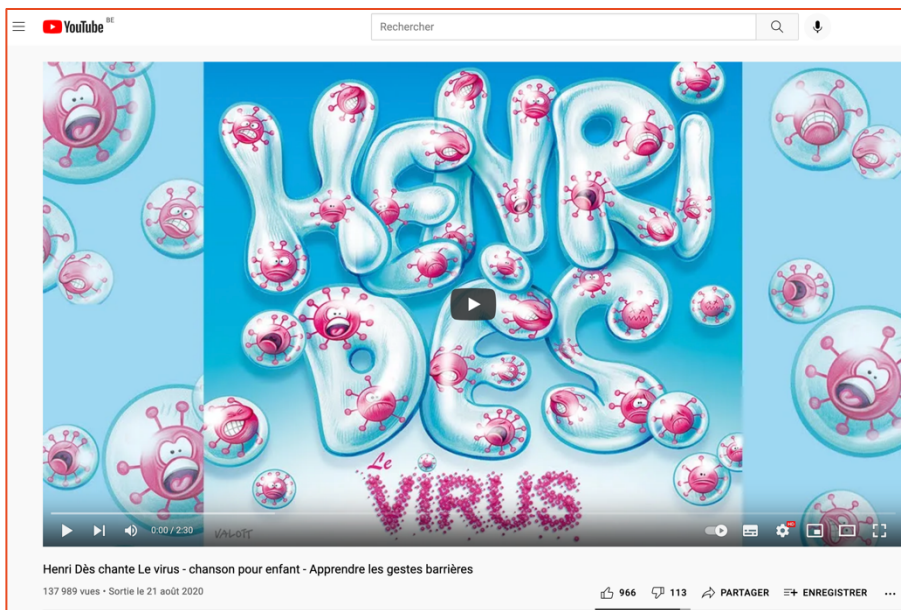 YouTube BE
Rechercher
HENRI
DÈS
Le
VIRUS
VALOTT
0:00 / 2:30
HD
Henri Dès chante Le virus - chanson pour enfant - Apprendre les gestes barrières
137 989 vues • Sortie le 21 août 2020
966 113 PARTAGER ENREGISTRER ...